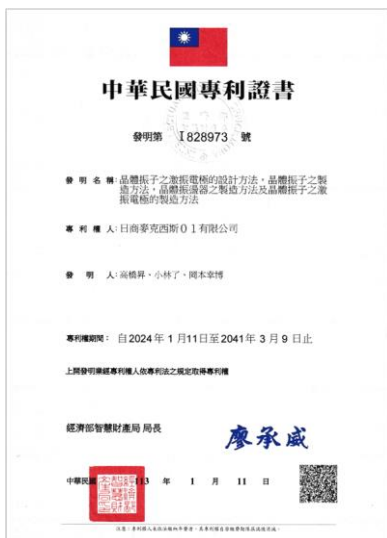 中華民國專利證書
發明第 I828973 號
發明名稱:晶體振子之激振電極的設計方法,晶體振子之製
造方法,晶體振盪器之製造方法及晶體振子之激
振電極的製造方法
專利權人:日商麥克西斯01有限公司
發明人:高橋昇、小林了、岡本幸博
專利權期間: 自2024年1月11日至2041年3月9日止
上開發明業經專利權人依專利法之規定取得專利權
經濟部智慧財產局 局長
廖承威
中華民國 113 年 1 月 11 日